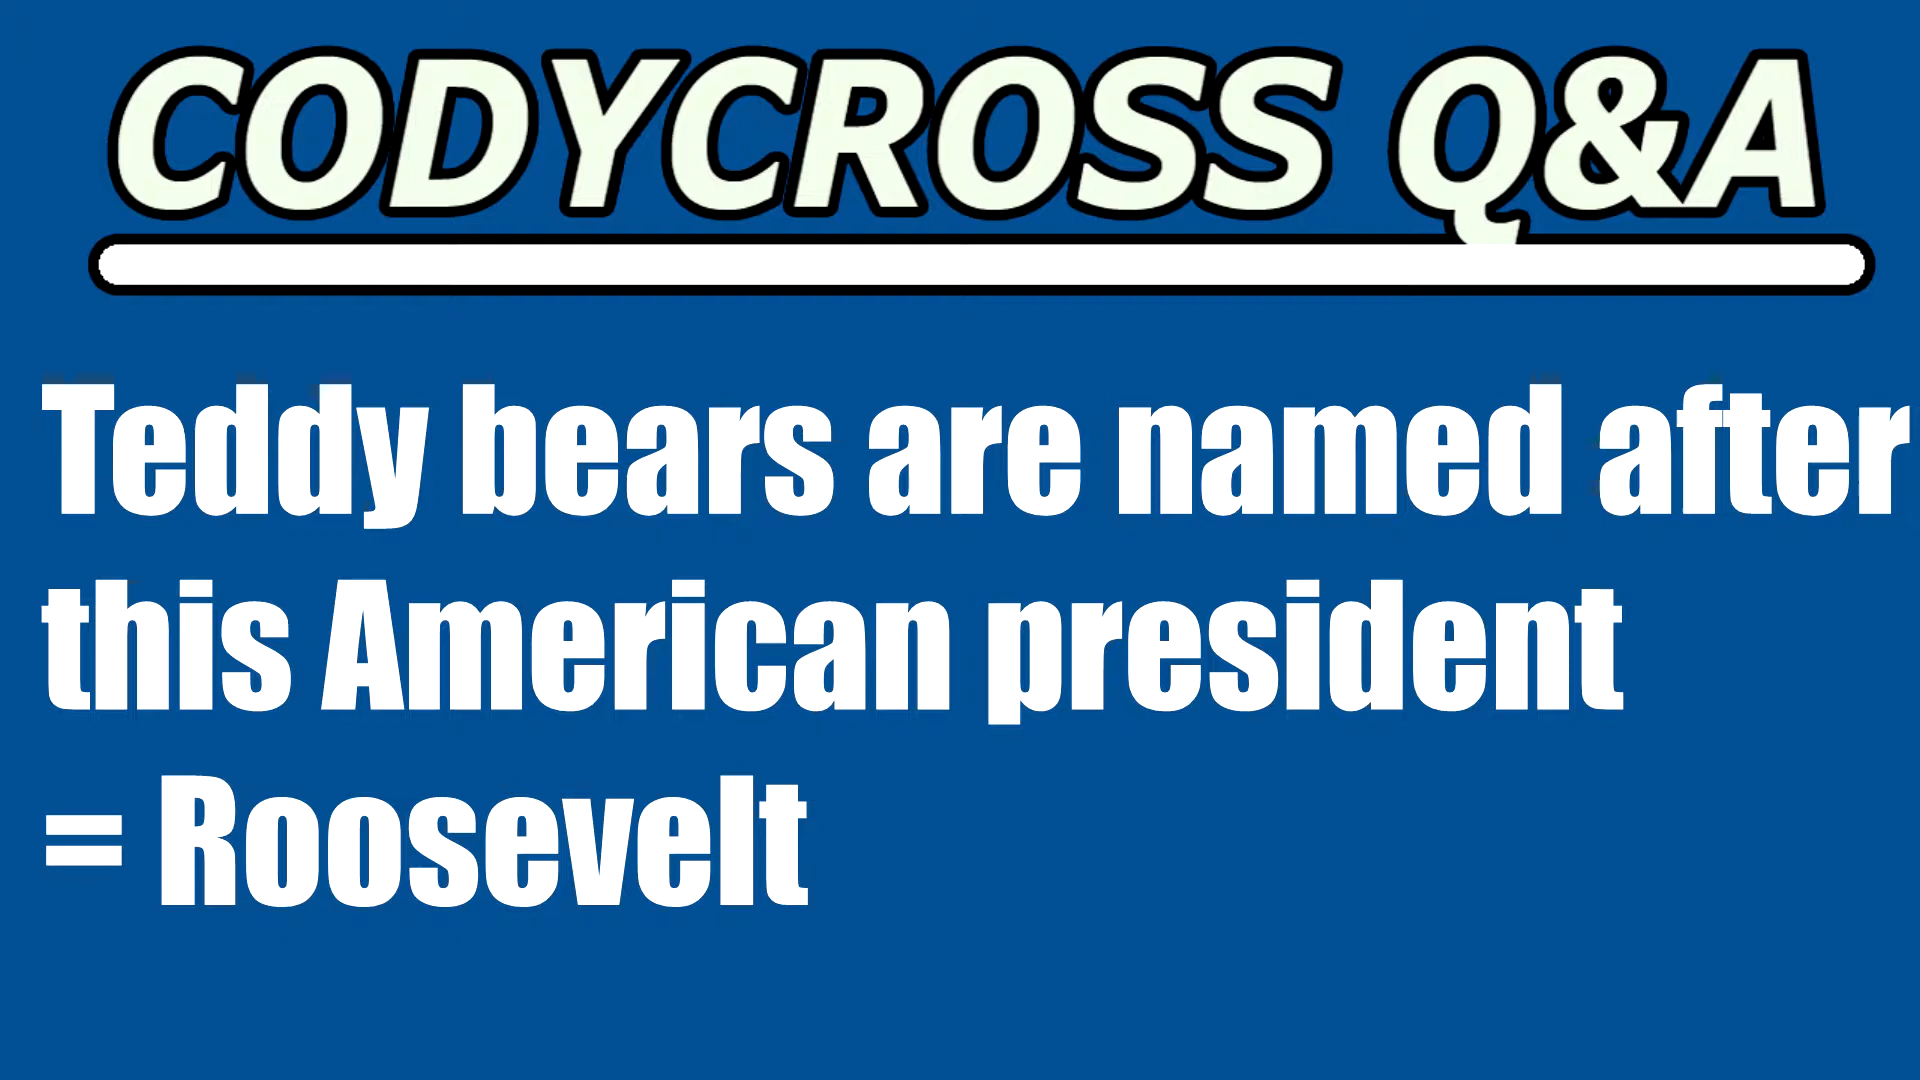 CODYCROSS Q&A
Teddy bears are named after
this American president
= Roosevelt